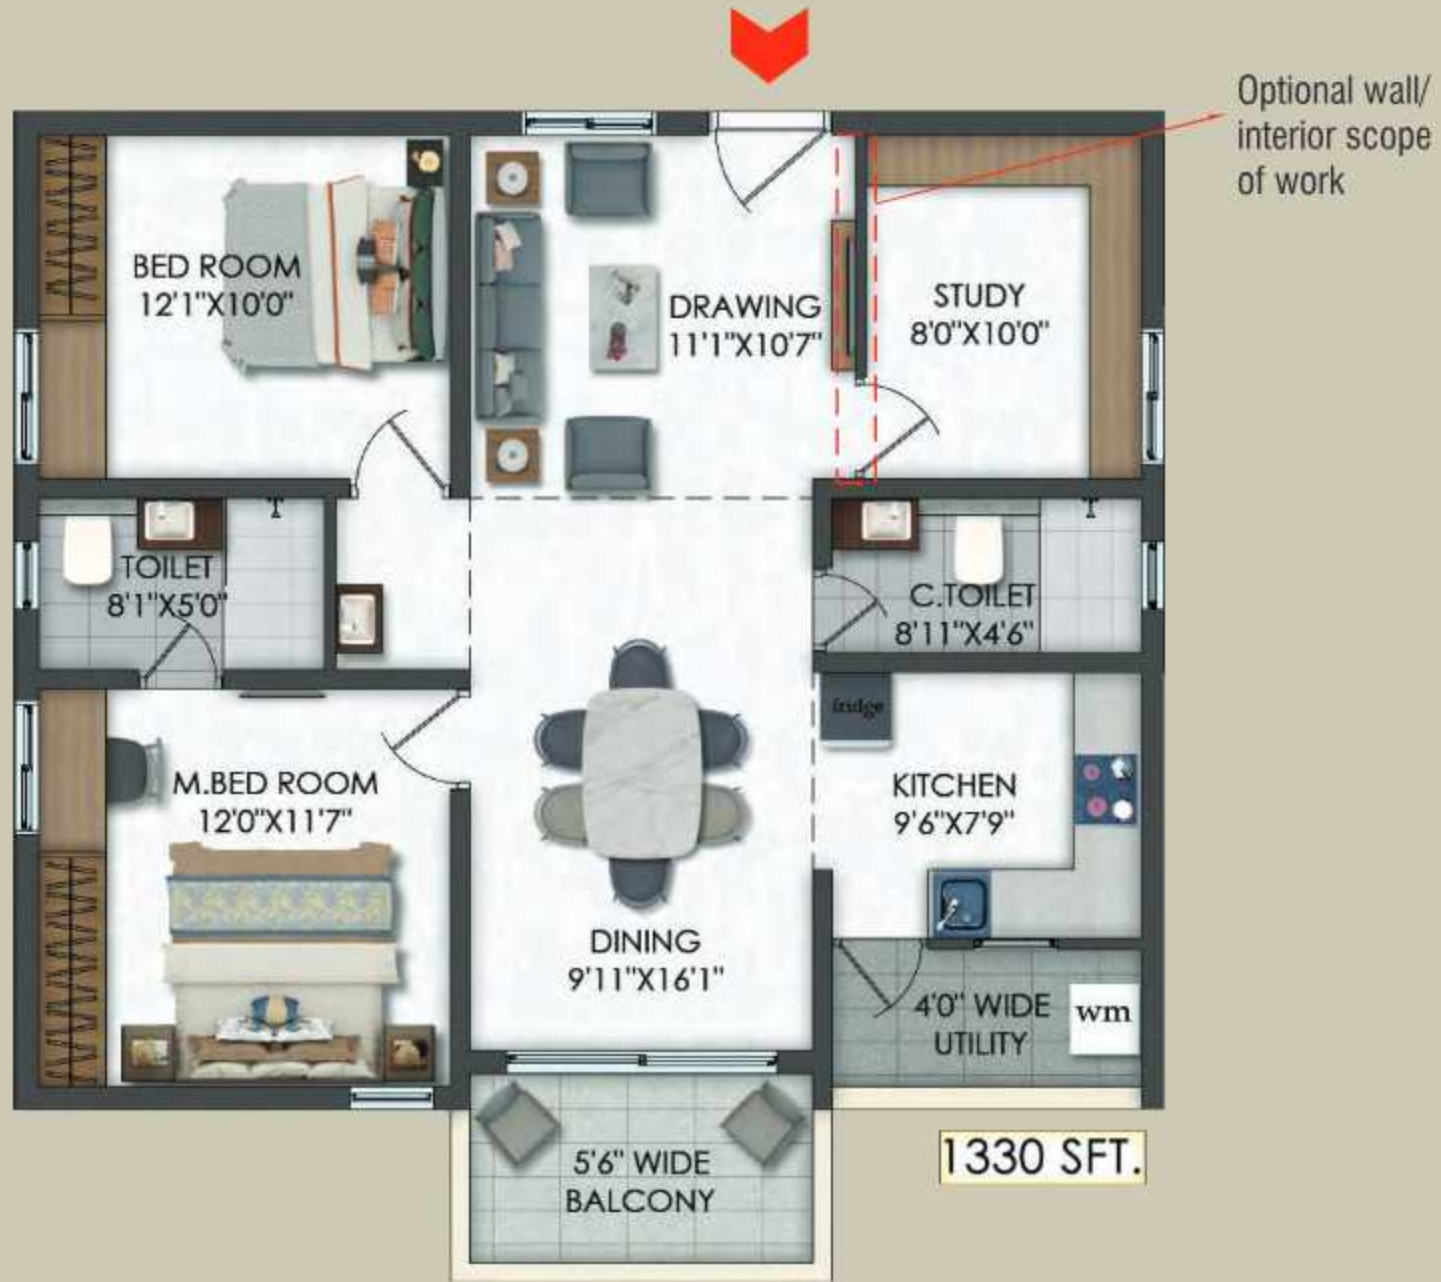 Optional wall/
interior scope
of work
BED ROOM
12'1"X10'0"
DRAWING
11'1"X10'7"
STUDY
8'0"X10'0"
TOILET
8'1"X5'0"
C.TOILET
8'11"X4'6"
fridge
M.BED ROOM
12'0"X11'7"
KITCHEN
9'6"X7'9"
DINING
9'11"X16'1"
4'0" WIDE
UTILITY
wm
5'6" WIDE
BALCONY
1330 SFT.